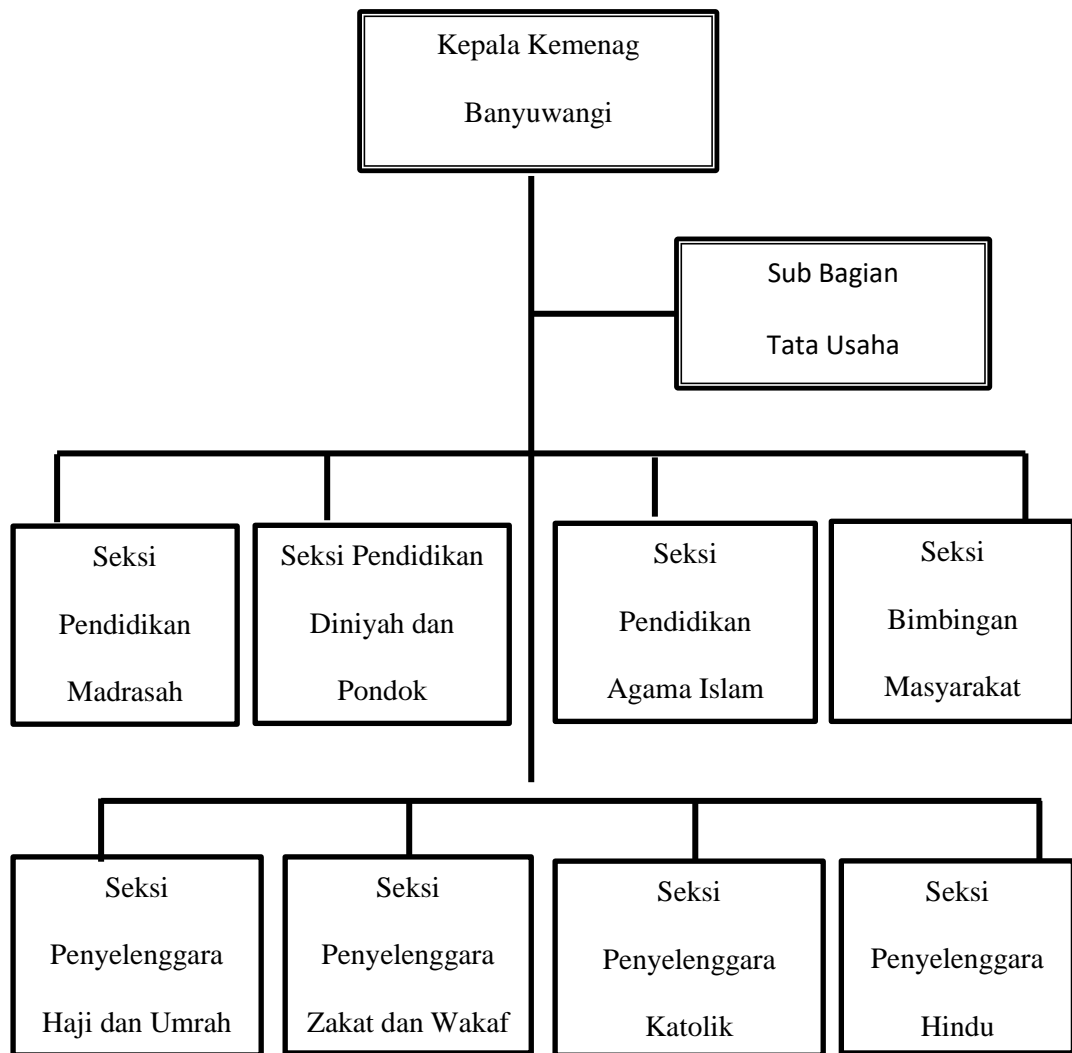 Kepala Kemenag
Banyuwangi
Sub Bagian
Tata Usaha
Seksi
Pendidikan
Madrasah
Seksi Pendidikan
Diniyah dan
Pondok
Seksi
Pendidikan
Agama Islam
Seksi
Bimbingan
Masyarakat
Seksi
Penyelenggara
Haji dan Umrah
Seksi
Penyelenggara
Zakat dan Wakaf
Seksi
Penyelenggara
Katolik
Seksi
Penyelenggara
Hindu